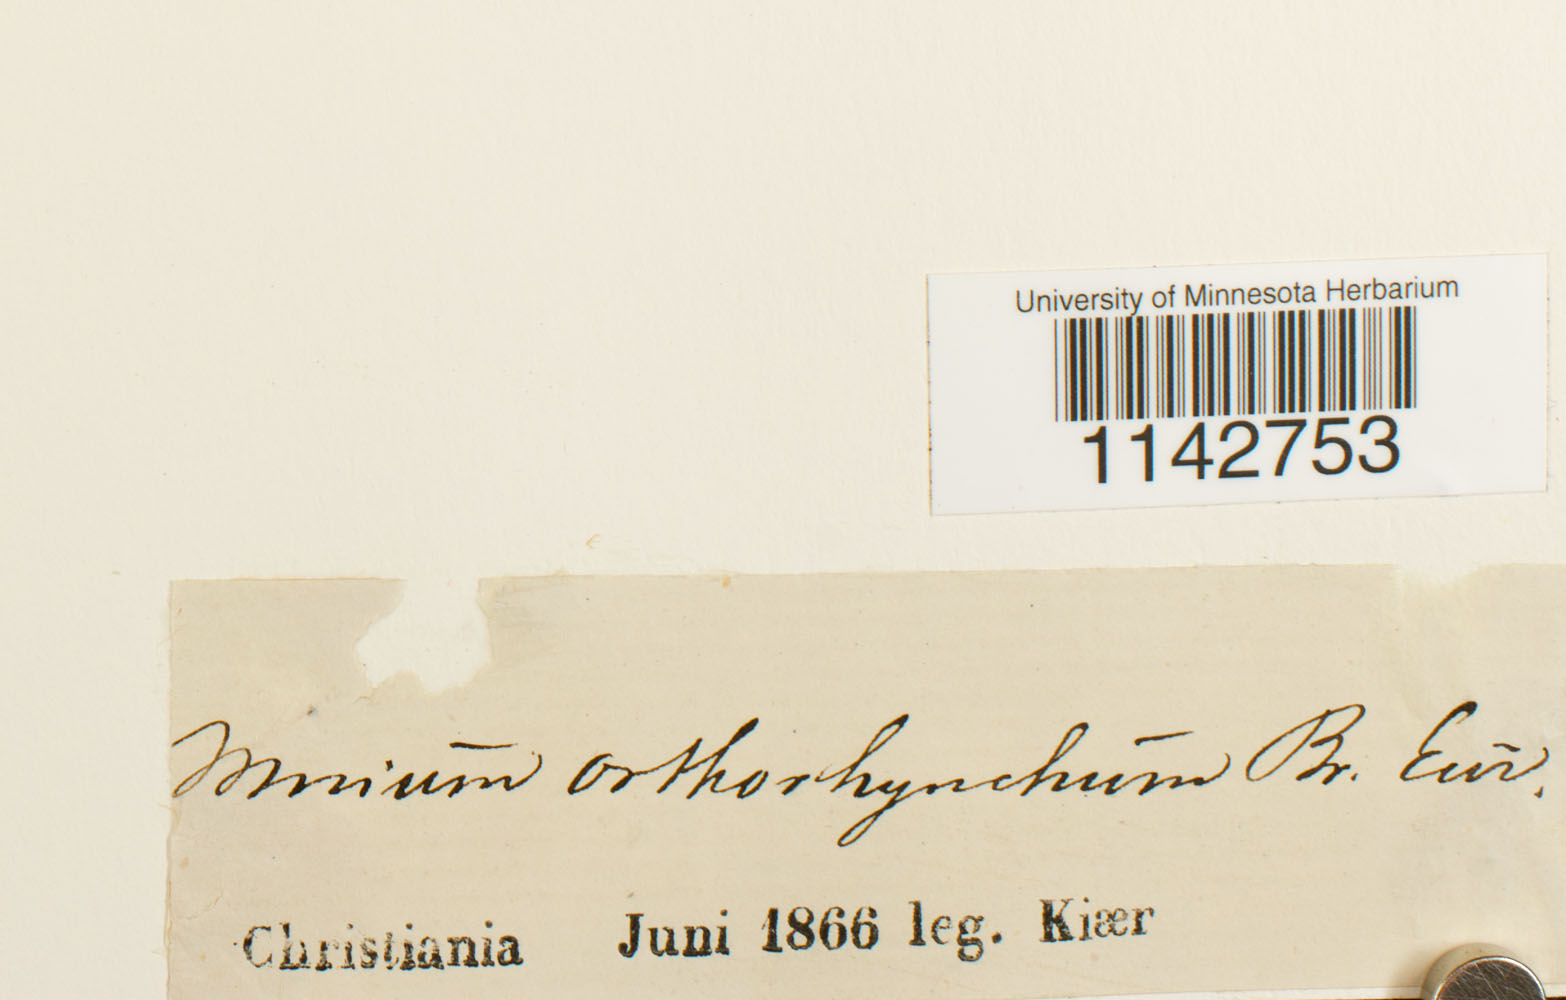 University of Minnesota Herbarium
1142753
Mnium orthorhynchum Br. Eur.
Christiania Juni 1866 leg. Kiær